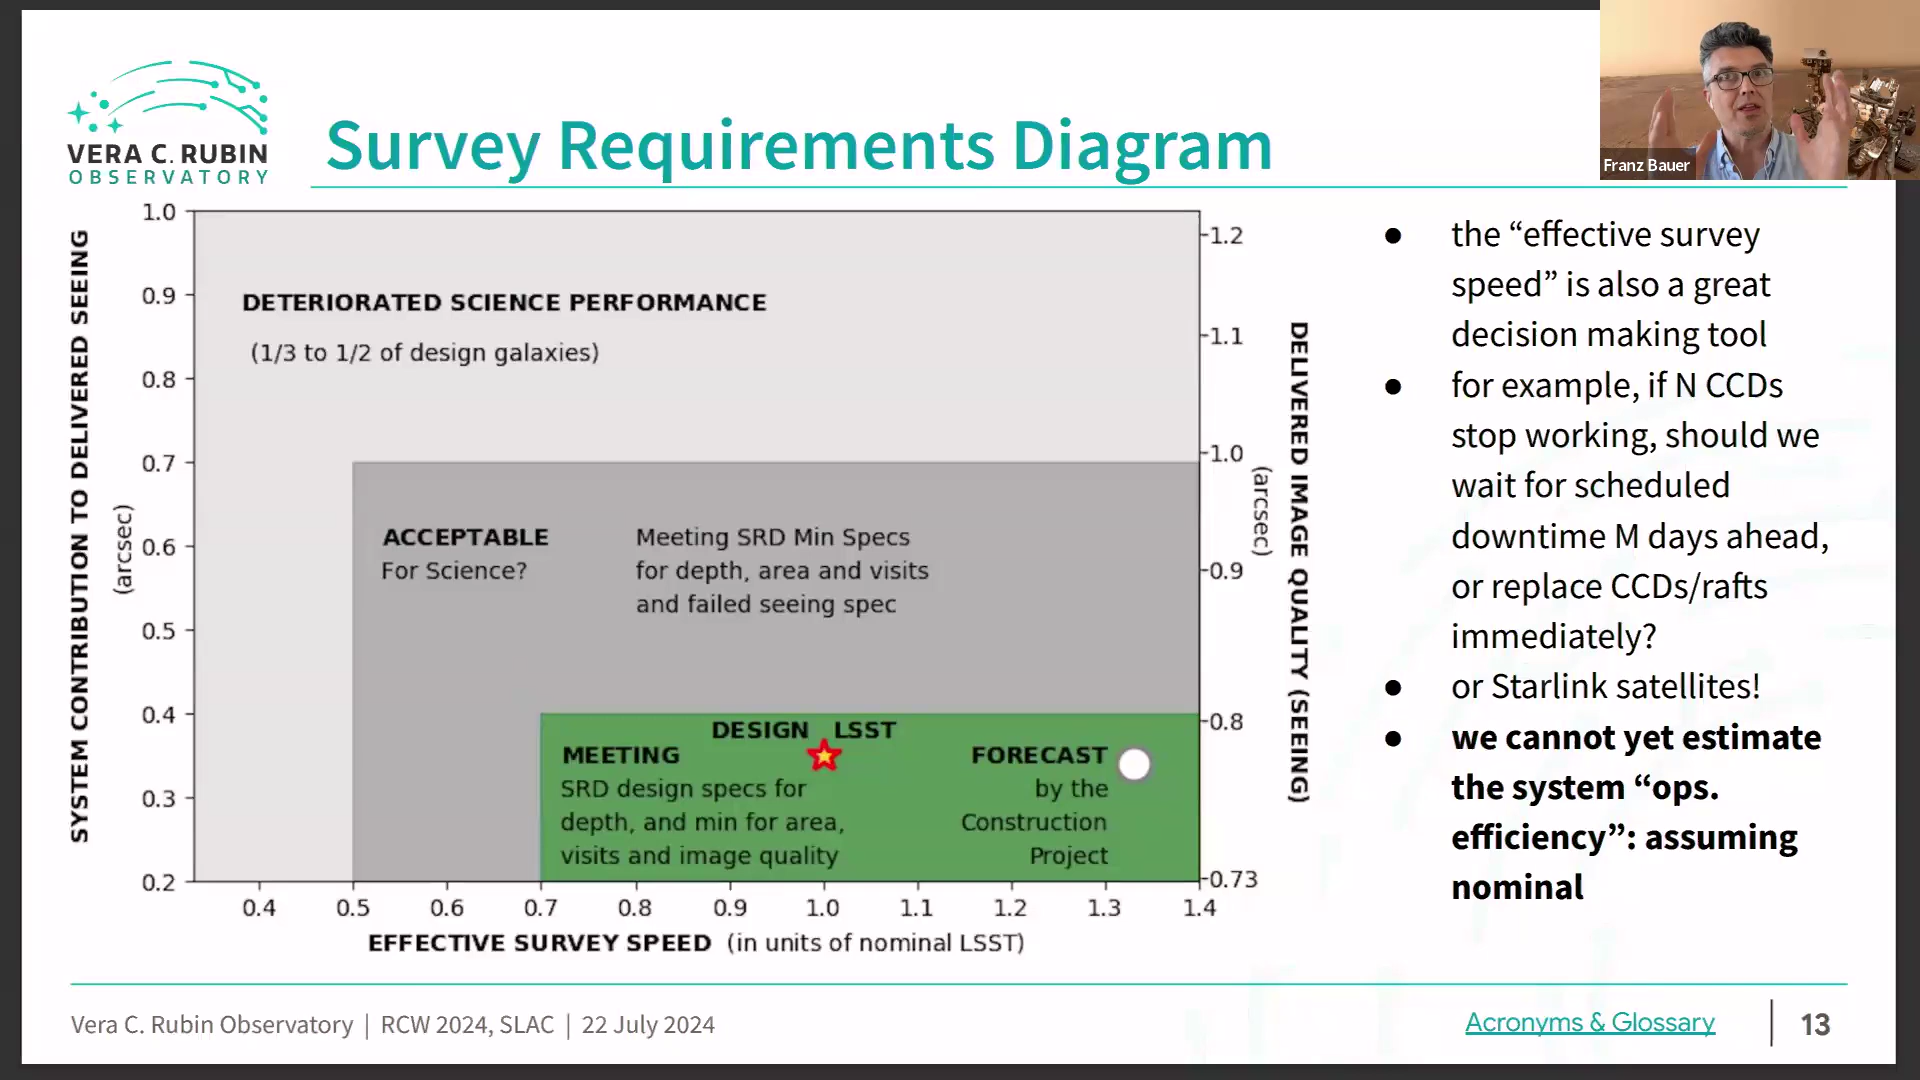 Franz Bauer
VERA C. RUBIN
OBSERVATORY
Survey Requirements Diagram
SYSTEM CONTRIBUTION TO DELIVERED SEEING
(arcsec)
1.0
0.9
0.8
0.7
0.6
0.5
0.4
0.3
0.2
DETERIORATED SCIENCE PERFORMANCE
(1/3 to 1/2 of design galaxies)
ACCEPTABLE
For Science?
Meeting SRD Min Specs
for depth, area and visits
and failed seeing spec
DESIGN LSST
MEETING
SRD design specs for
depth, and min for area,
visits and image quality
FORECAST
by the
Construction
Project
0.4 0.5 0.6 0.7 0.8 0.9 1.0 1.1 1.2 1.3 1.4
EFFECTIVE SURVEY SPEED (in units of nominal LSST)
1.2
1.1
1.0
0.9
0.8
0.73
(arcsec)
DELIVERED IMAGE QUALITY (SEEING)
● the “effective survey
speed” is also a great
decision making tool
● for example, if N CCDs
stop working, should we
wait for scheduled
downtime M days ahead,
or replace CCDs/rafts
immediately?
● or Starlink satellites!
● we cannot yet estimate
the system “ops.
efficiency”: assuming
nominal
Vera C. Rubin Observatory | RCW 2024, SLAC | 22 July 2024
Acronyms & Glossary
13